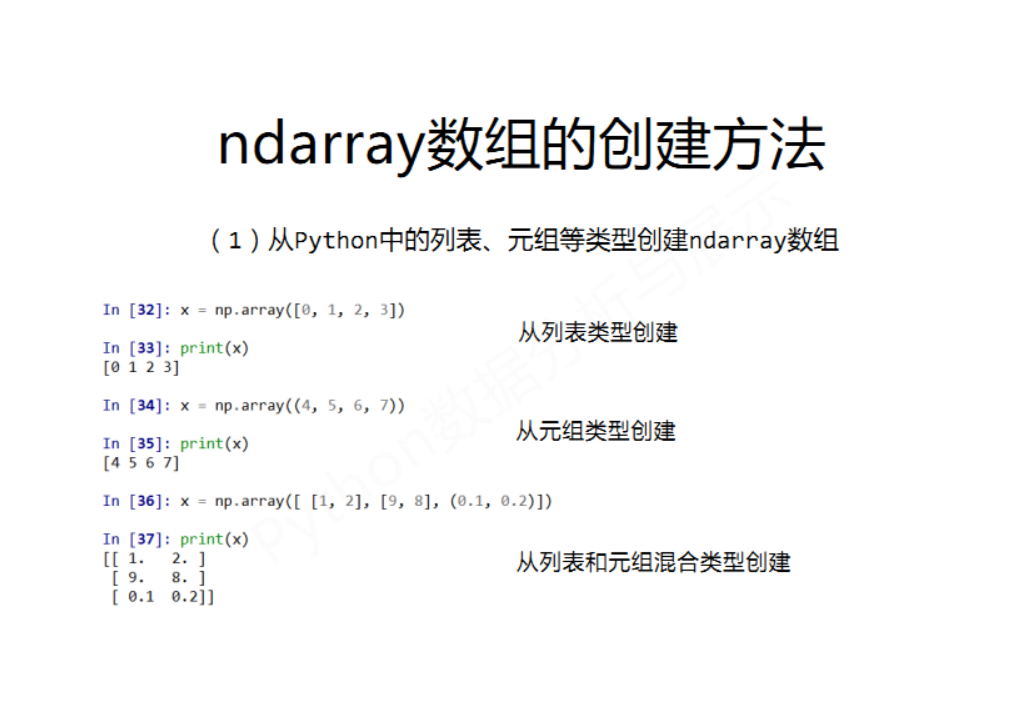 ndarray数组的创建方法
（1）从Python中的列表、元组等类型创建ndarray数组
In [32]: x = np.array([0, 1, 2, 3])
从列表类型创建
In [33]: print(x)
[0 1 2 3]
In [34]: x = np.array((4, 5, 6, 7))
从元组类型创建
In [35]: print(x)
[4 5 6 7]
In [36]: x = np.array([ [1, 2], [9, 8], (0.1, 0.2)])
In [37]: print(x)
[[ 1.   2. ]
从列表和元组混合类型创建
 [ 9.   8. ]
 [ 0.1  0.2]]
Python数据分析与展示